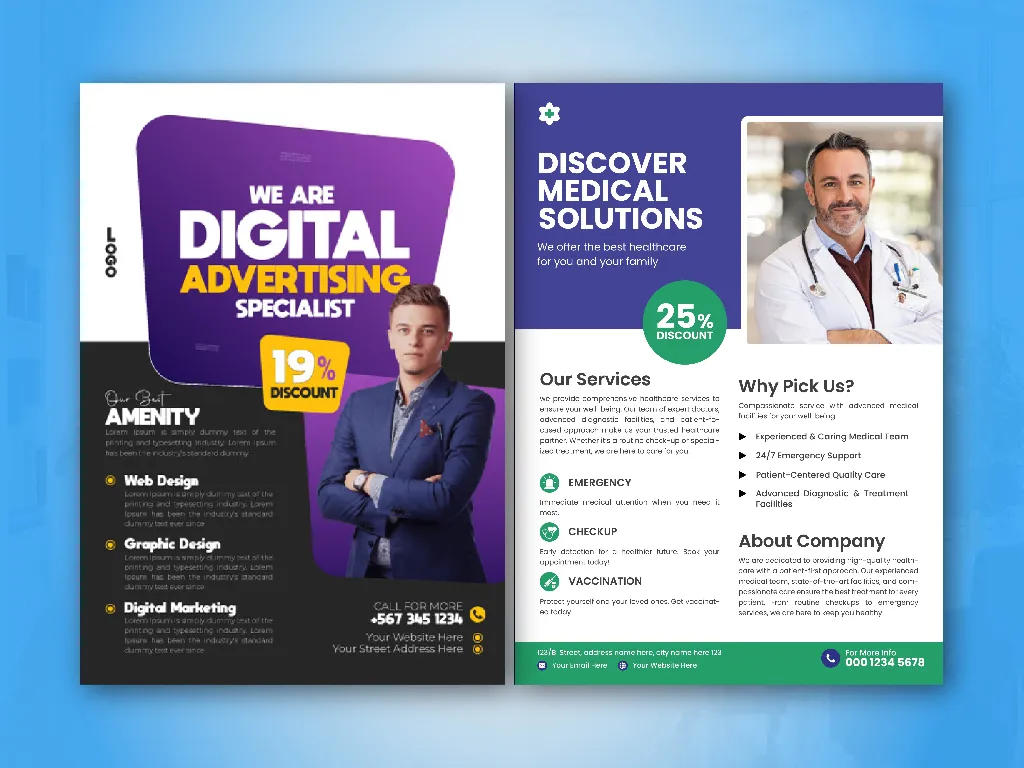 LOGO
WE ARE
DIGITAL
ADVERTISING
SPECIALIST
19%
DISCOUNT
Our Best
AMENITY
Lorem Ipsum is simply dummy text of the
printing and typesetting industry. Lorem Ipsum
has been the industry's standard dummy
Web Design
Lorem Ipsum is simply dummy text of the
printing and typesetting industry. Lorem
Ipsum has been the industry's standard
dummy text ever since
Graphic Design
Lorem Ipsum is simply dummy text of the
printing and typesetting industry. Lorem
Ipsum has been the industry's standard
dummy text ever since
Digital Marketing
Lorem Ipsum is simply dummy text of the
printing and typesetting industry. Lorem
Ipsum has been the industry's standard
dummy text ever since
CALL FOR MORE
+567 345 1234
Your Website Here
Your Street Address Here
DISCOVER
MEDICAL
SOLUTIONS
We offer the best healthcare
for you and your family
25%
DISCOUNT
Our Services
We provide comprehensive healthcare services to
ensure your well-being. Our team of expert doctors,
advanced diagnostic facilities, and patient-fo-
cused approach make us your trusted healthcare
partner. Whether it's a routine check-up or special-
ized treatment, we are here to care for you.
EMERGENCY
Immediate medical attention when you need it
most.
CHECKUP
Early detection for a healthier future. Book your
appointment today!
VACCINATION
Protect yourself and your loved ones. Get vaccinat-
ed today
Why Pick Us?
Compassionate service with advanced medical
facilities for your well-being.
Experienced & Caring Medical Team
24/7 Emergency Support
Patient-Centered Quality Care
Advanced Diagnostic & Treatment
Facilities
About Company
We are dedicated to providing high-quality health-
care with a patient-first approach. Our experienced
medical team, state-of-the-art facilities, and com-
passionate care ensure the best treatment for every
patient. From routine checkups to emergency
services, we are here to keep you healthy.
123/B Street, address name here, city name here 123
Your Email Here
Your Website Here
For More Info
000 1234 5678